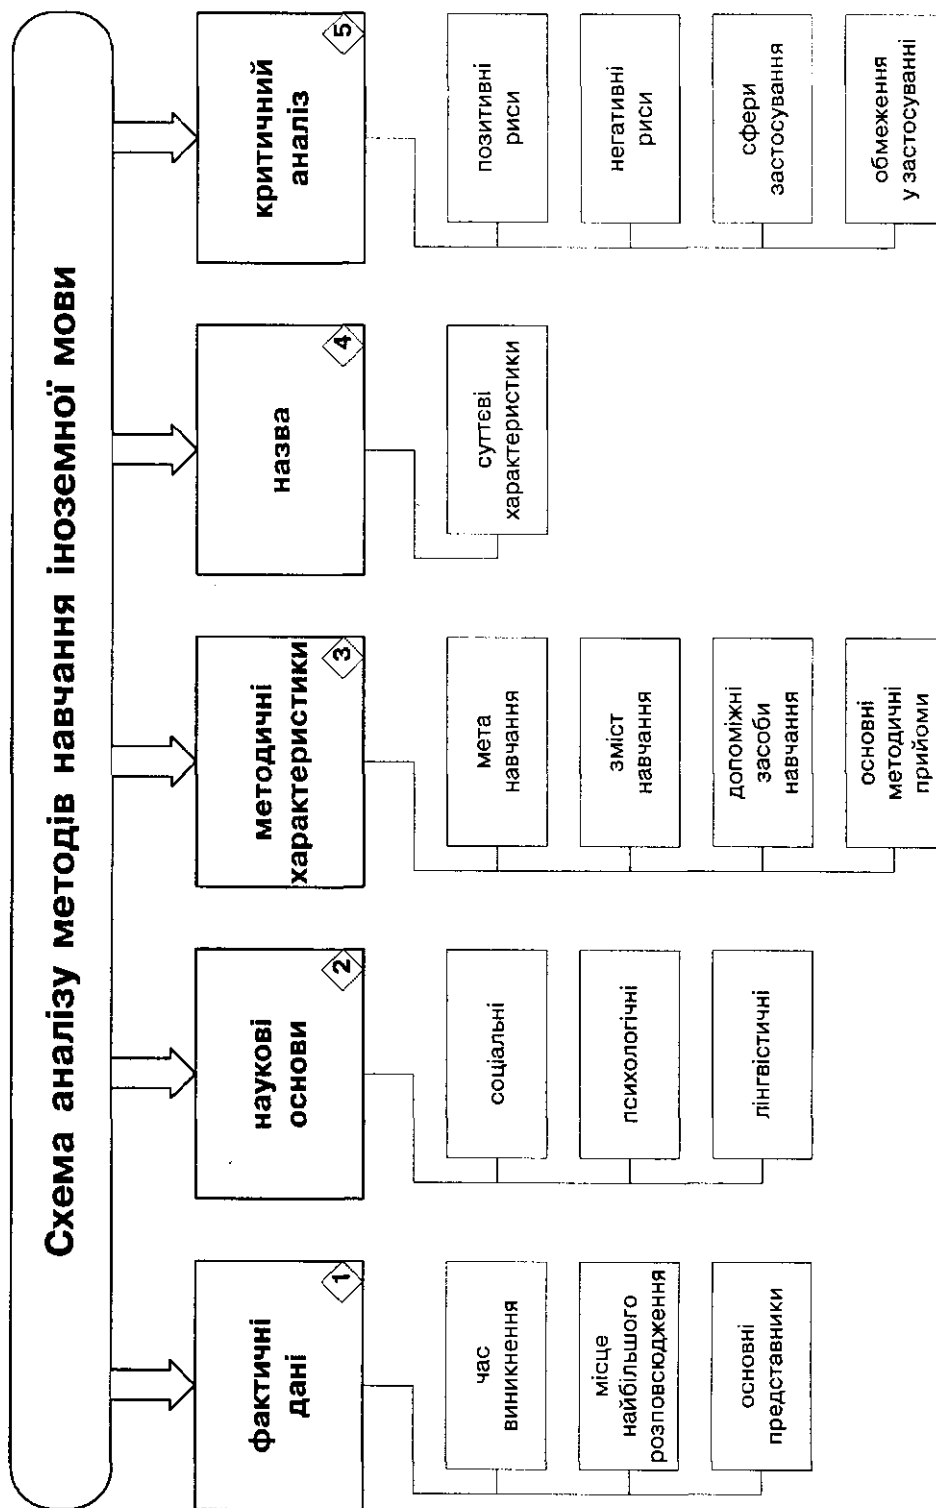 Схема аналізу методів навчання іноземної мови
фактичні
дані
1
час
виникнення
місце
найбільшого
розповсюдження
основні
представники
наукові
основи
2
соціальні
психологічні
лінгвістичні
методичні
характеристики
3
мета
навчання
зміст
навчання
допоміжні
засоби
навчання
основні
методичні
прийоми
назва
4
суттєві
характеристики
критичний
аналіз
5
позитивні
риси
негативні
риси
сфери
застосування
обмеження
у застосуванні